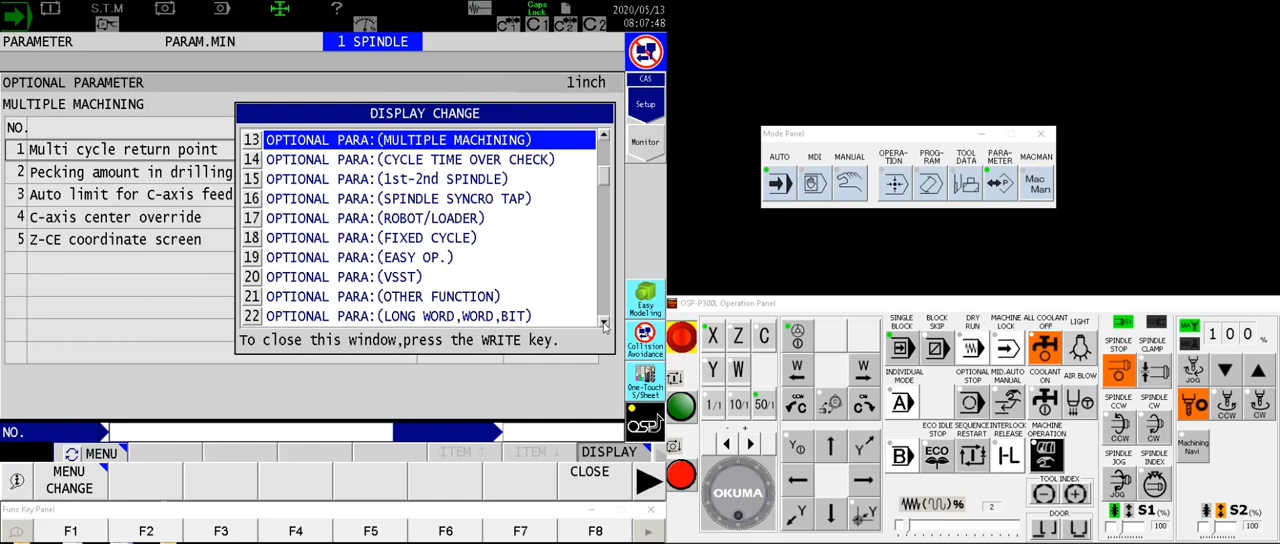 S.T.M
?
Caps Lock
2020/05/13
08:07:48
C1 C2
PARAMETER PARAM.MIN 1 SPINDLE
OPTIONAL PARAMETER 1inch
MULTIPLE MACHINING
NO.
1 Multi cycle return point
2 Pecking amount in drilling
3 Auto limit for C-axis feed
4 C-axis center override
5 Z-CE coordinate screen
DISPLAY CHANGE
13 OPTIONAL PARA:(MULTIPLE MACHINING)
14 OPTIONAL PARA:(CYCLE TIME OVER CHECK)
15 OPTIONAL PARA:(1st-2nd SPINDLE)
16 OPTIONAL PARA:(SPINDLE SYNCRO TAP)
17 OPTIONAL PARA:(ROBOT/LOADER)
18 OPTIONAL PARA:(FIXED CYCLE)
19 OPTIONAL PARA:(EASY OP.)
20 OPTIONAL PARA:(VSST)
21 OPTIONAL PARA:(OTHER FUNCTION)
22 OPTIONAL PARA:(LONG WORD,WORD,BIT)
To close this window,press the WRITE key.
CAS
Setup
Monitor
Easy Modeling
Collision Avoidance
One-Touch S/Sheet
OSP
NO.
MENU ITEM ↑ ITEM ↓ DISPLAY
MENU CHANGE CLOSE
Func Key Panel
F1 F2 F3 F4 F5 F6 F7 F8
Mode Panel
AUTO MDI MANUAL OPERA-TION PROG-RAM TOOL DATA PARA-METER MACMAN
Mac Man
OSP-P300L Operation Panel
X Z C
Y W
1/1 10/1 50/1
- +
OKUMA
W W
C C
Y Y
Y
SINGLE BLOCK BLOCK SKIP DRY RUN MACHINE LOCK ALL COOLANT OFF LIGHT
INDIVIDUAL MODE OPTIONAL STOP MID.AUTO MANUAL COOLANT ON AIR BLOW
A
ECO IDLE STOP SEQUENCE RESTART INTERLOCK RELEASE MACHINE OPERATION
B ECO I-L
% 2
TOOL INDEX
DOOR
SPINDLE STOP SPINDLE CLAMP
SPINDLE CCW SPINDLE CW
CCW CW
SPINDLE JOG SPINDLE INDEX
S1 (%)
100
100 %
JOG
CCW CW
Machining Navi
S2 (%)
100